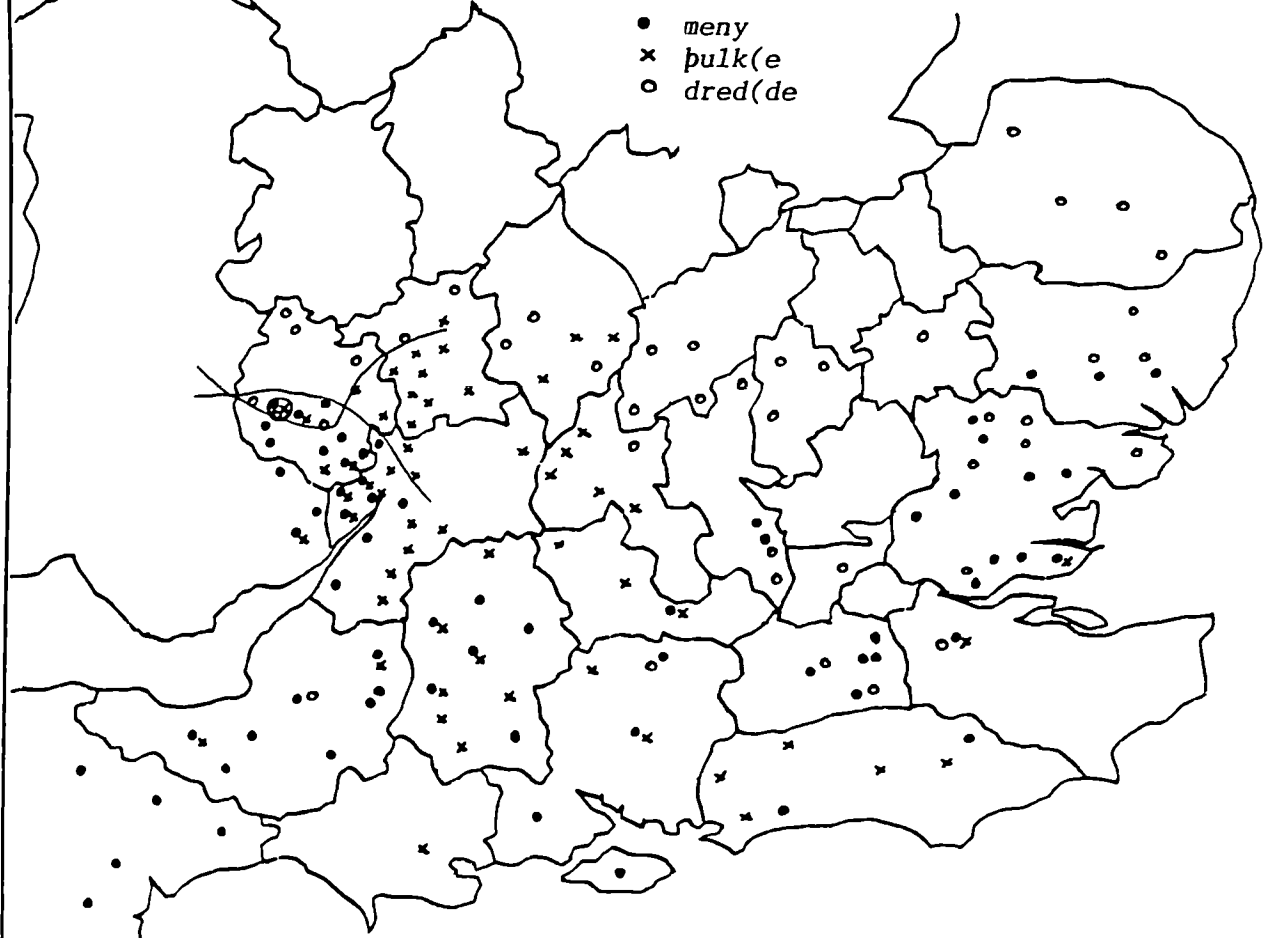 ● meny
× þulk(e
○ dred(de